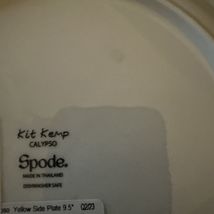 Kit Kemp
CALYPSO
Spode.
MADE IN THAILAND
DISHWASHER SAFE
Yellow Side Plate 9.5"